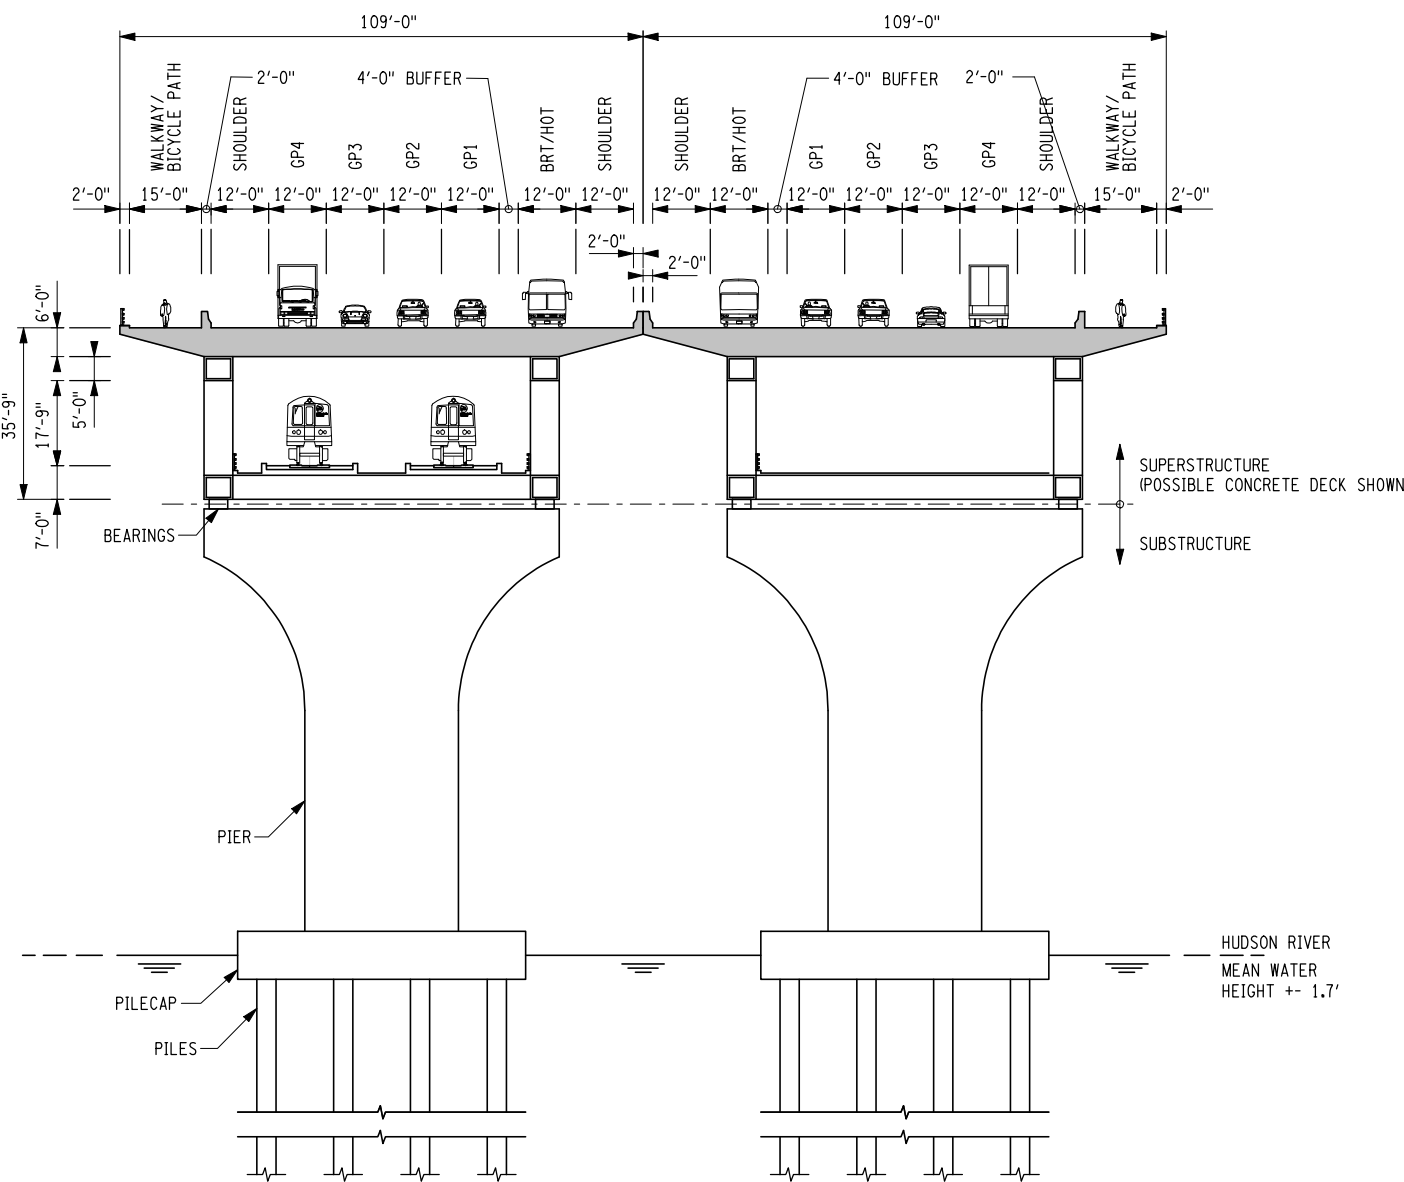 109'-0"
109'-0"
2'-0"
4'-0" BUFFER
4'-0" BUFFER
2'-0"
WALKWAY/
BICYCLE PATH
SHOULDER
GP4
GP3
GP2
GP1
BRT/HOT
SHOULDER
SHOULDER
BRT/HOT
GP1
GP2
GP3
GP4
SHOULDER
WALKWAY/
BICYCLE PATH
2'-0"
15'-0"
12'-0"
12'-0"
12'-0"
12'-0"
12'-0"
12'-0"
12'-0"
12'-0"
12'-0"
12'-0"
12'-0"
12'-0"
12'-0"
12'-0"
15'-0"
2'-0"
2'-0"
2'-0"
6'-0"
35'-9"
17'-9"
5'-0"
7'-0"
SUPERSTRUCTURE
(POSSIBLE CONCRETE DECK SHOWN
BEARINGS
SUBSTRUCTURE
PIER
HUDSON RIVER
MEAN WATER
HEIGHT +- 1.7'
PILECAP
PILES